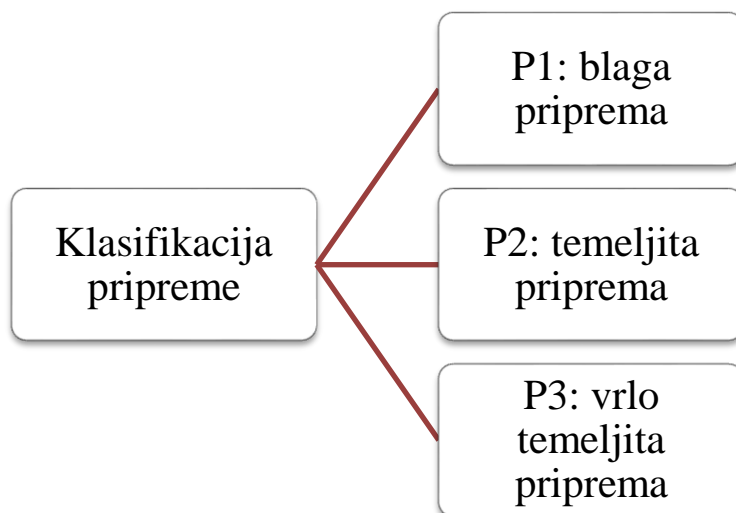 Klasifikacija
pripreme
P1: blaga
priprema
P2: temeljita
priprema
P3: vrlo
temeljita
priprema